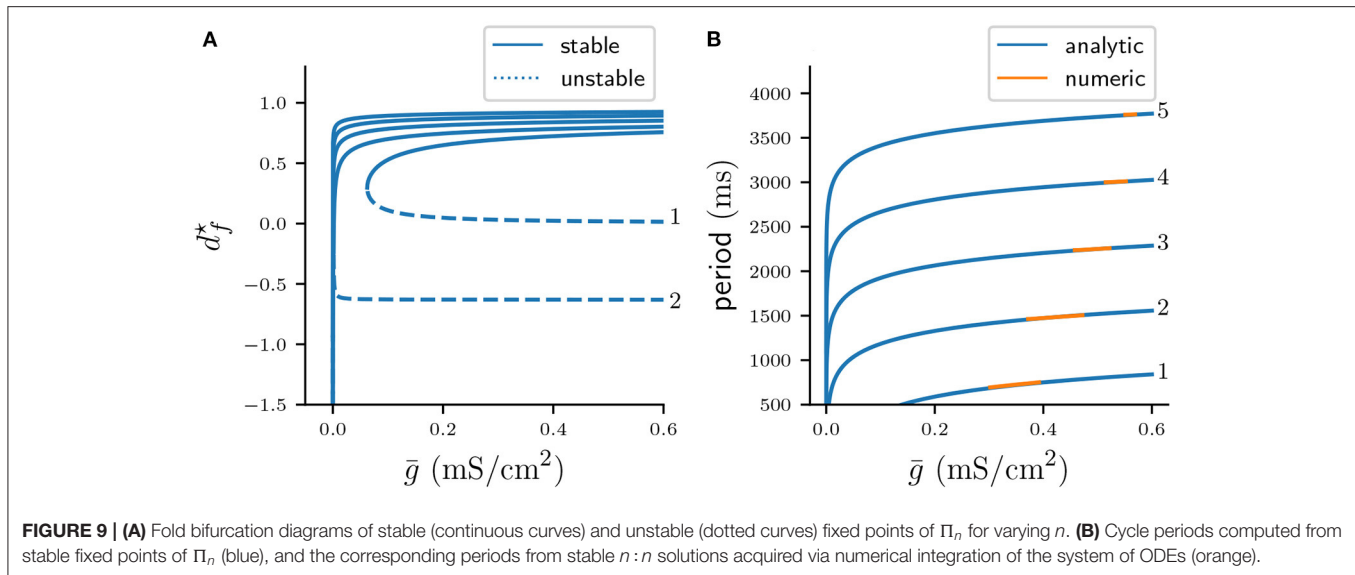 A
stable
unstable
1.0
0.5
0.0
−0.5
−1.0
−1.5
d_f^⋆
1
2
0.0
0.2
0.4
0.6
ḡ (mS/cm²)
B
analytic
numeric
4000
3500
3000
2500
2000
1500
1000
500
period (ms)
5
4
3
2
1
0.0
0.2
0.4
0.6
ḡ (mS/cm²)
FIGURE 9 | (A) Fold bifurcation diagrams of stable (continuous curves) and unstable (dotted curves) fixed points of Πₙ for varying n. (B) Cycle periods computed from
stable fixed points of Πₙ (blue), and the corresponding periods from stable n:n solutions acquired via numerical integration of the system of ODEs (orange).